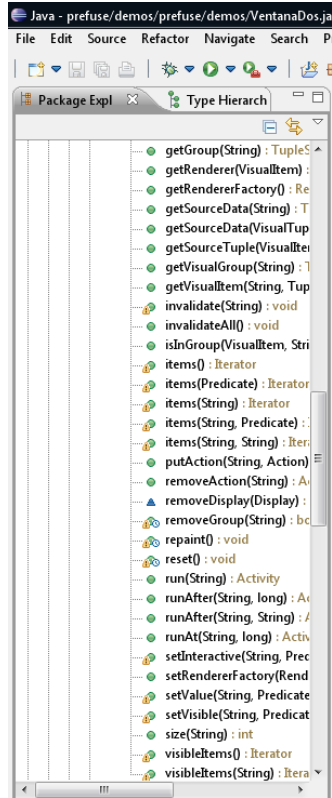 Java - prefuse/demos/prefuse/demos/VentanaDos.ja
File Edit Source Refactor Navigate Search P
Package Expl Type Hierarch
getGroup(String) : TupleS
getRenderer(VisualItem) :
getRendererFactory() : Re
getSourceData(String) : T
getSourceData(VisualTup
getSourceTuple(VisualIter
getVisualGroup(String) : T
getVisualItem(String, Tup
invalidate(String) : void
invalidateAll() : void
isInGroup(VisualItem, Stri
items() : Iterator
items(Predicate) : Iterator
items(String) : Iterator
items(String, Predicate) : I
items(String, String) : Itera
putAction(String, Action)
removeAction(String) : Ac
removeDisplay(Display) :
removeGroup(String) : bo
repaint() : void
reset() : void
run(String) : Activity
runAfter(String, long) : Ac
runAfter(String, String) : A
runAt(String, long) : Activ
setInteractive(String, Prec
setRendererFactory(Rend
setValue(String, Predicate
setVisible(String, Predicat
size(String) : int
visibleItems() : Iterator
visibleItems(String) : Itera